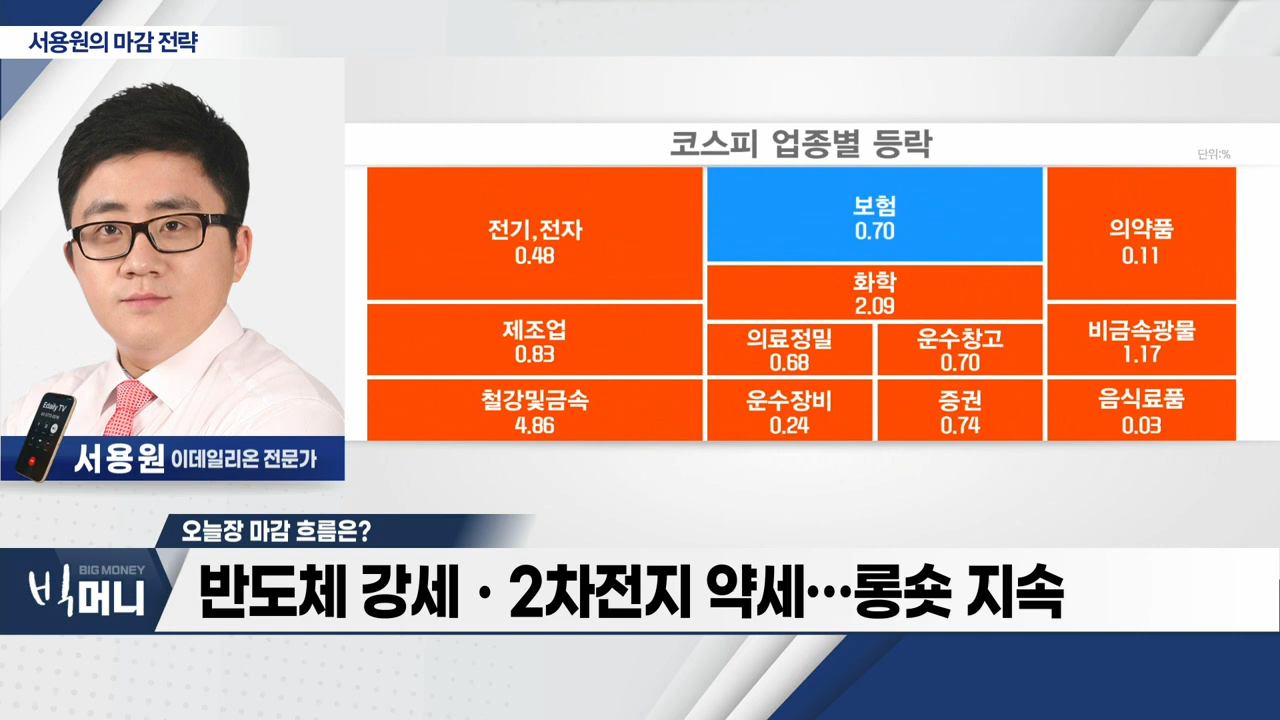 서용원의 마감 전략
코스피 업종별 등락
단위:%
전기,전자
0.48
보험
0.70
의약품
0.11
화학
2.09
제조업
0.83
의료정밀
0.68
운수창고
0.70
비금속광물
1.17
철강및금속
4.86
운수장비
0.24
증권
0.74
음식료품
0.03
Edaily TV
서용원 이데일리온 전문가
오늘장 마감 흐름은?
BIG MONEY
빅머니
반도체 강세·2차전지 약세…롱숏 지속